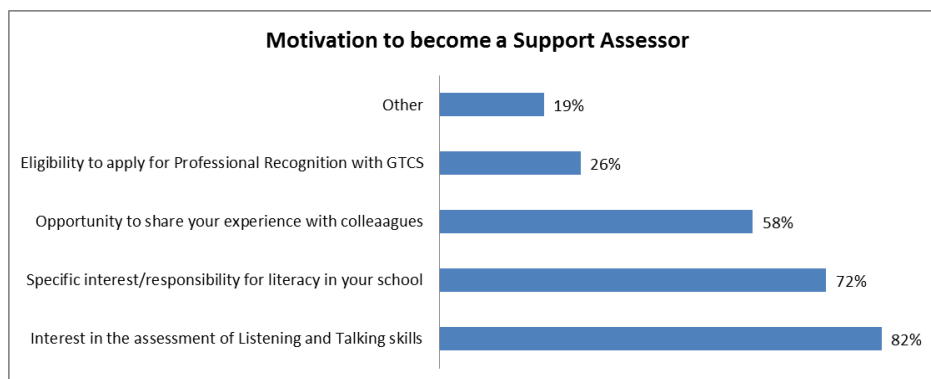 Motivation to become a Support Assessor
Other 19%
Eligibility to apply for Professional Recognition with GTCS 26%
Opportunity to share your experience with colleaagues 58%
Specific interest/responsibility for literacy in your school 72%
Interest in the assessment of Listening and Talking skills 82%